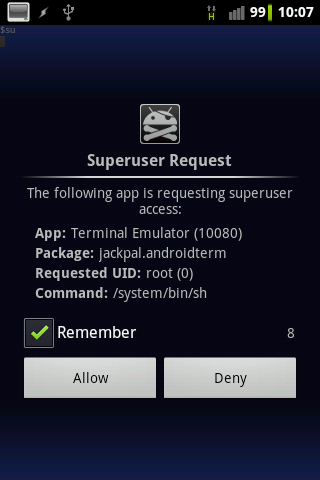 H 99 10:07
$su
Superuser Request
The following app is requesting superuser
access:
App: Terminal Emulator (10080)
Package: jackpal.androidterm
Requested UID: root (0)
Command: /system/bin/sh
Remember 8
Allow Deny